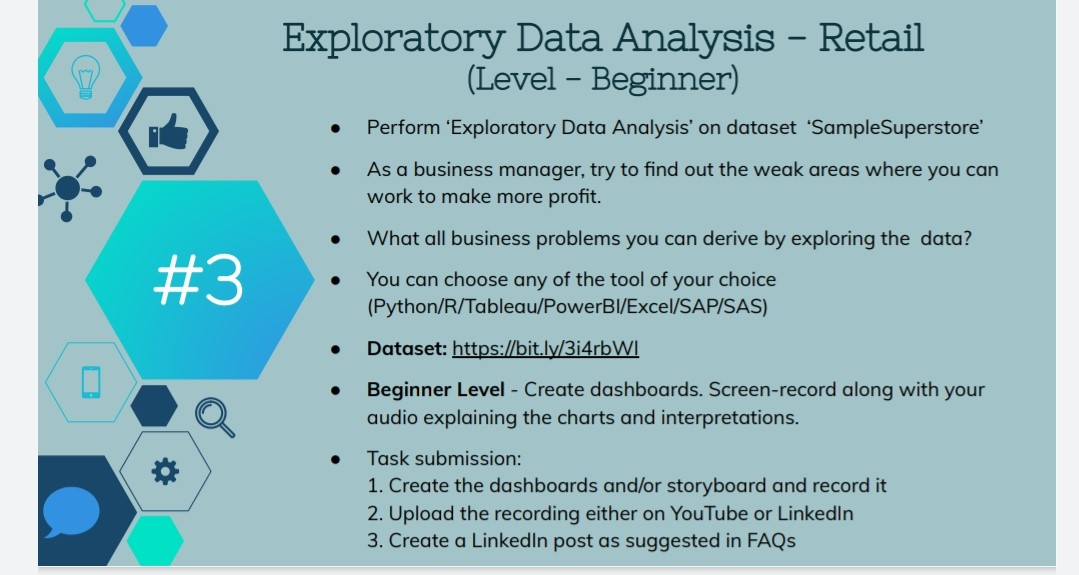 Exploratory Data Analysis - Retail
(Level - Beginner)
● Perform ‘Exploratory Data Analysis’ on dataset ‘SampleSuperstore’
● As a business manager, try to find out the weak areas where you can
work to make more profit.
● What all business problems you can derive by exploring the data?
● You can choose any of the tool of your choice
(Python/R/Tableau/PowerBI/Excel/SAP/SAS)
● Dataset: https://bit.ly/3i4rbWl
● Beginner Level - Create dashboards. Screen-record along with your
audio explaining the charts and interpretations.
● Task submission:
1. Create the dashboards and/or storyboard and record it
2. Upload the recording either on YouTube or LinkedIn
3. Create a LinkedIn post as suggested in FAQs
#3